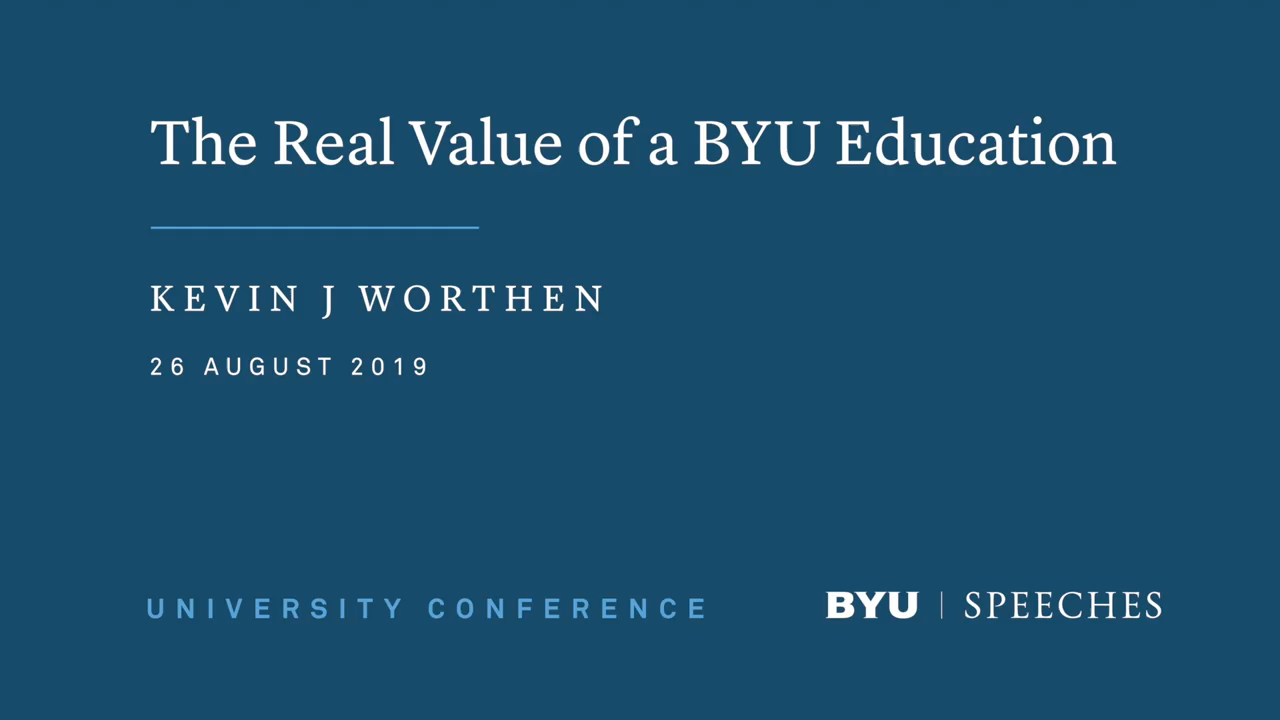 The Real Value of a BYU Education
KEVIN J WORTHEN
26 AUGUST 2019
UNIVERSITY CONFERENCE
BYU | SPEECHES